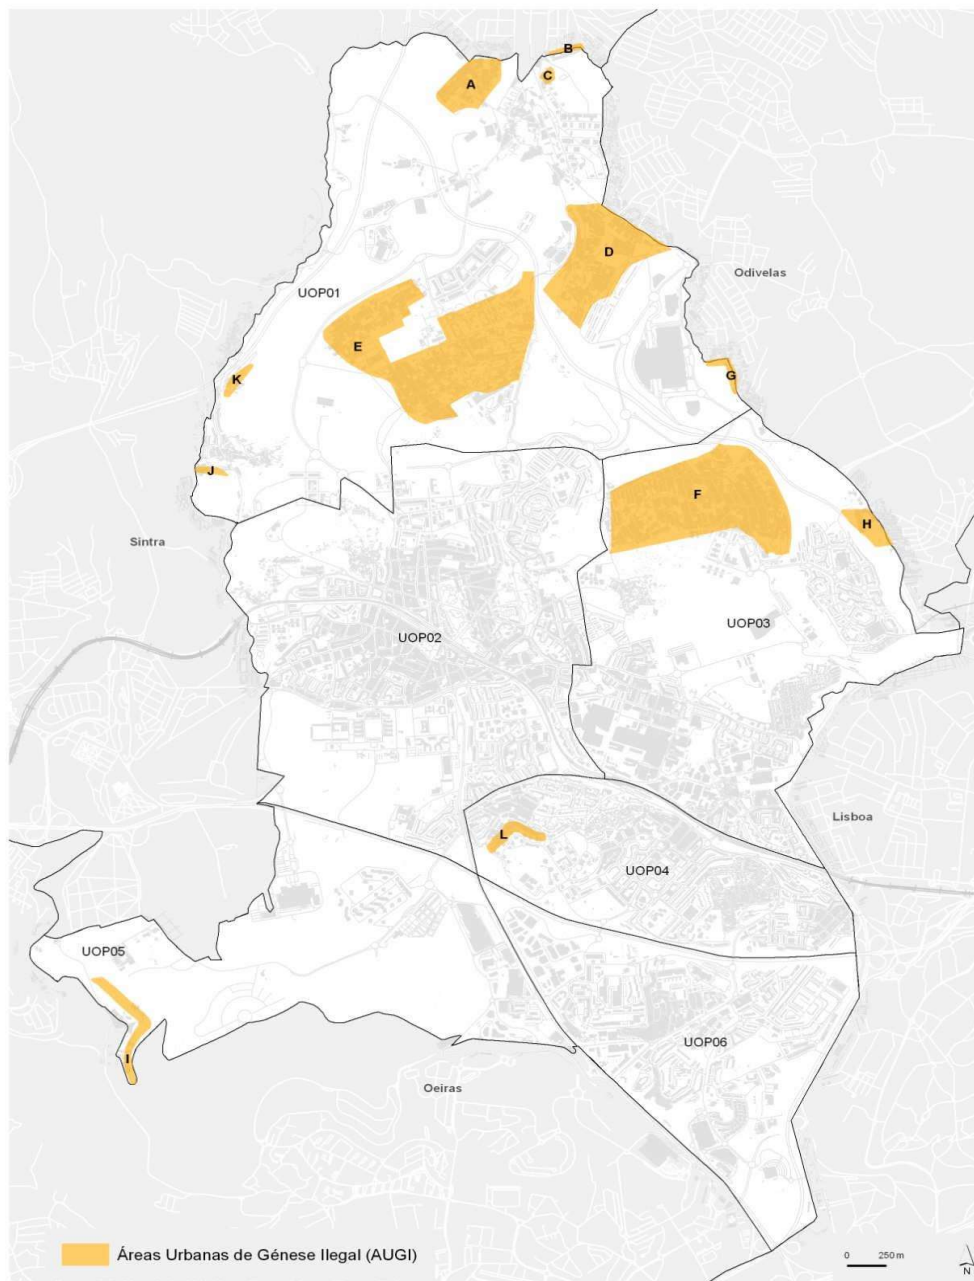 B
A
C
D
Odivelas
UOP01
E
K
G
J
F
H
Sintra
UOP03
UOP02
Lisboa
L
UOP04
UOP05
UOP06
I
Oeiras
Áreas Urbanas de Génese Ilegal (AUGI)
0 250 m
N